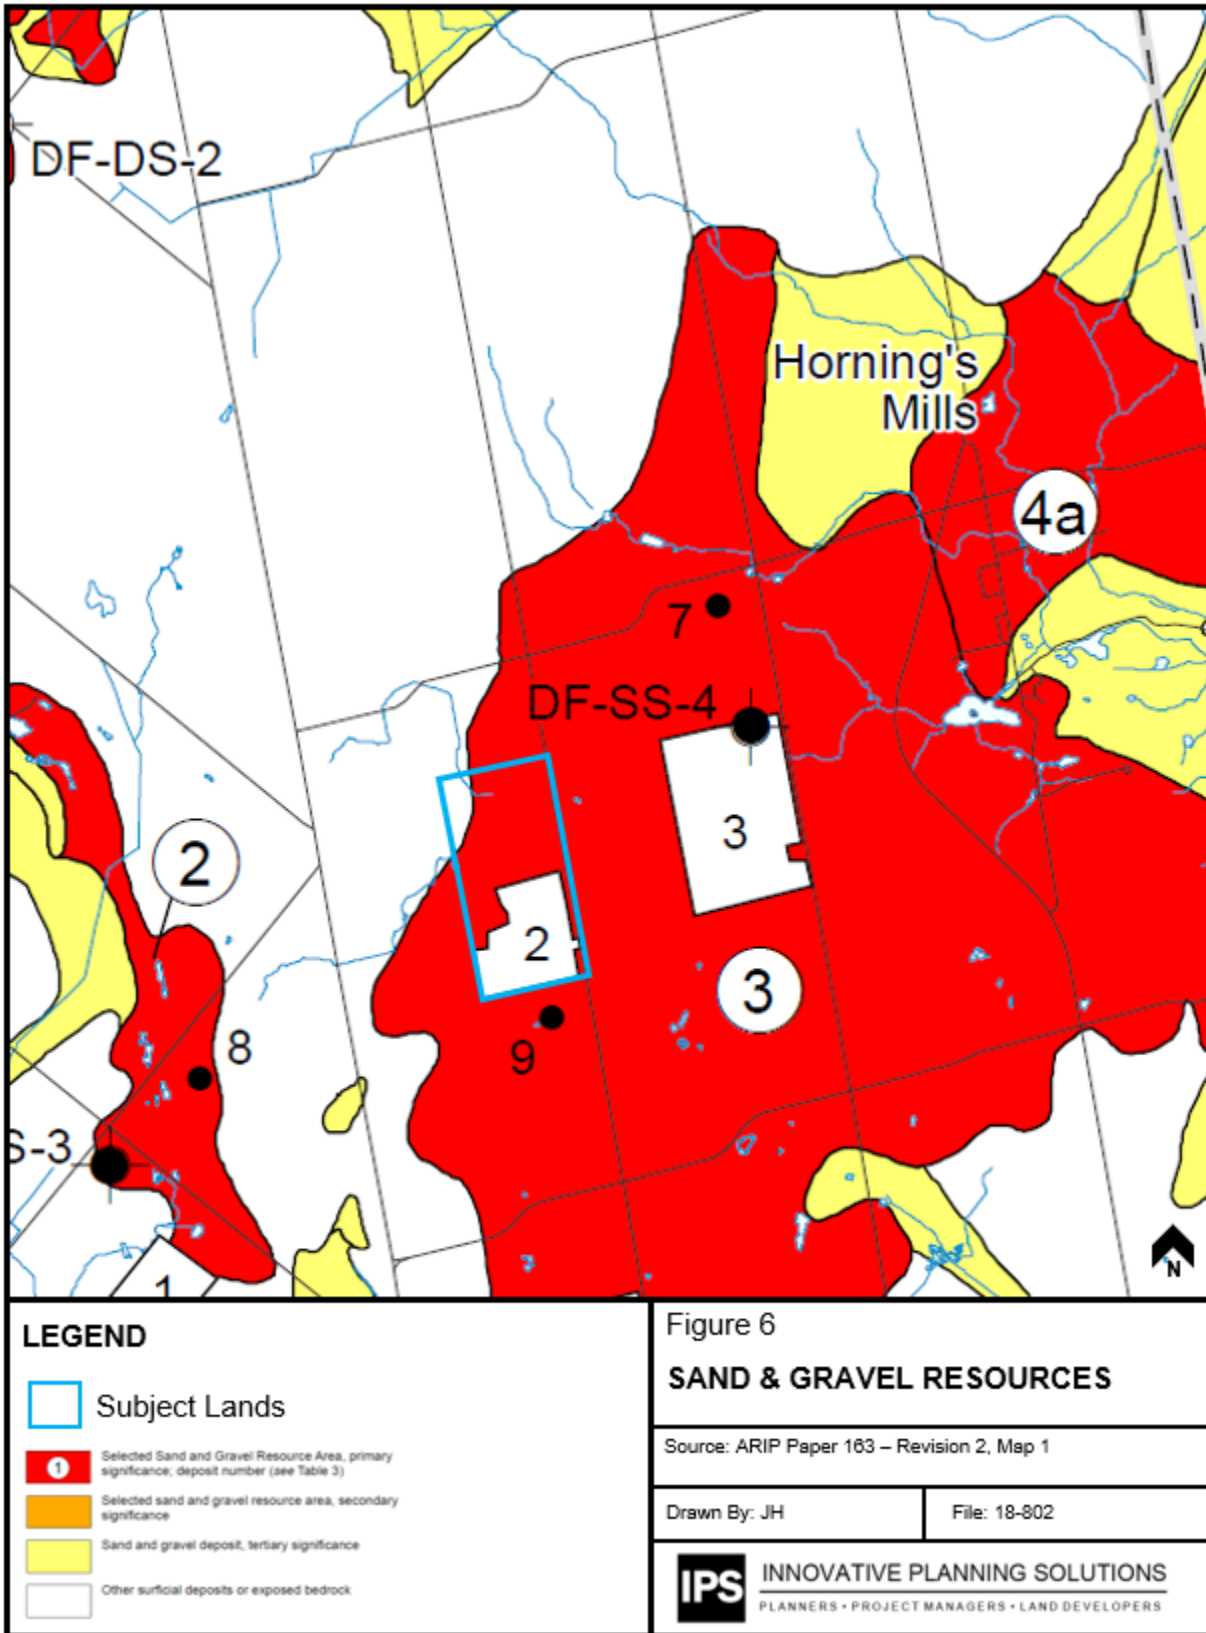 DF-DS-2
Horning's
Mills
4a
7
DF-SS-4
3
2
2
3
8
9
S-3
1
N
LEGEND
Subject Lands
1
Selected Sand and Gravel Resource Area, primary
significance; deposit number (see Table 3)
Selected sand and gravel resource area, secondary
significance
Sand and gravel deposit, tertiary significance
Other surficial deposits or exposed bedrock
Figure 6
SAND & GRAVEL RESOURCES
Source: ARIP Paper 163 – Revision 2, Map 1
Drawn By: JH
File: 18-802
IPS
INNOVATIVE PLANNING SOLUTIONS
PLANNERS • PROJECT MANAGERS • LAND DEVELOPERS